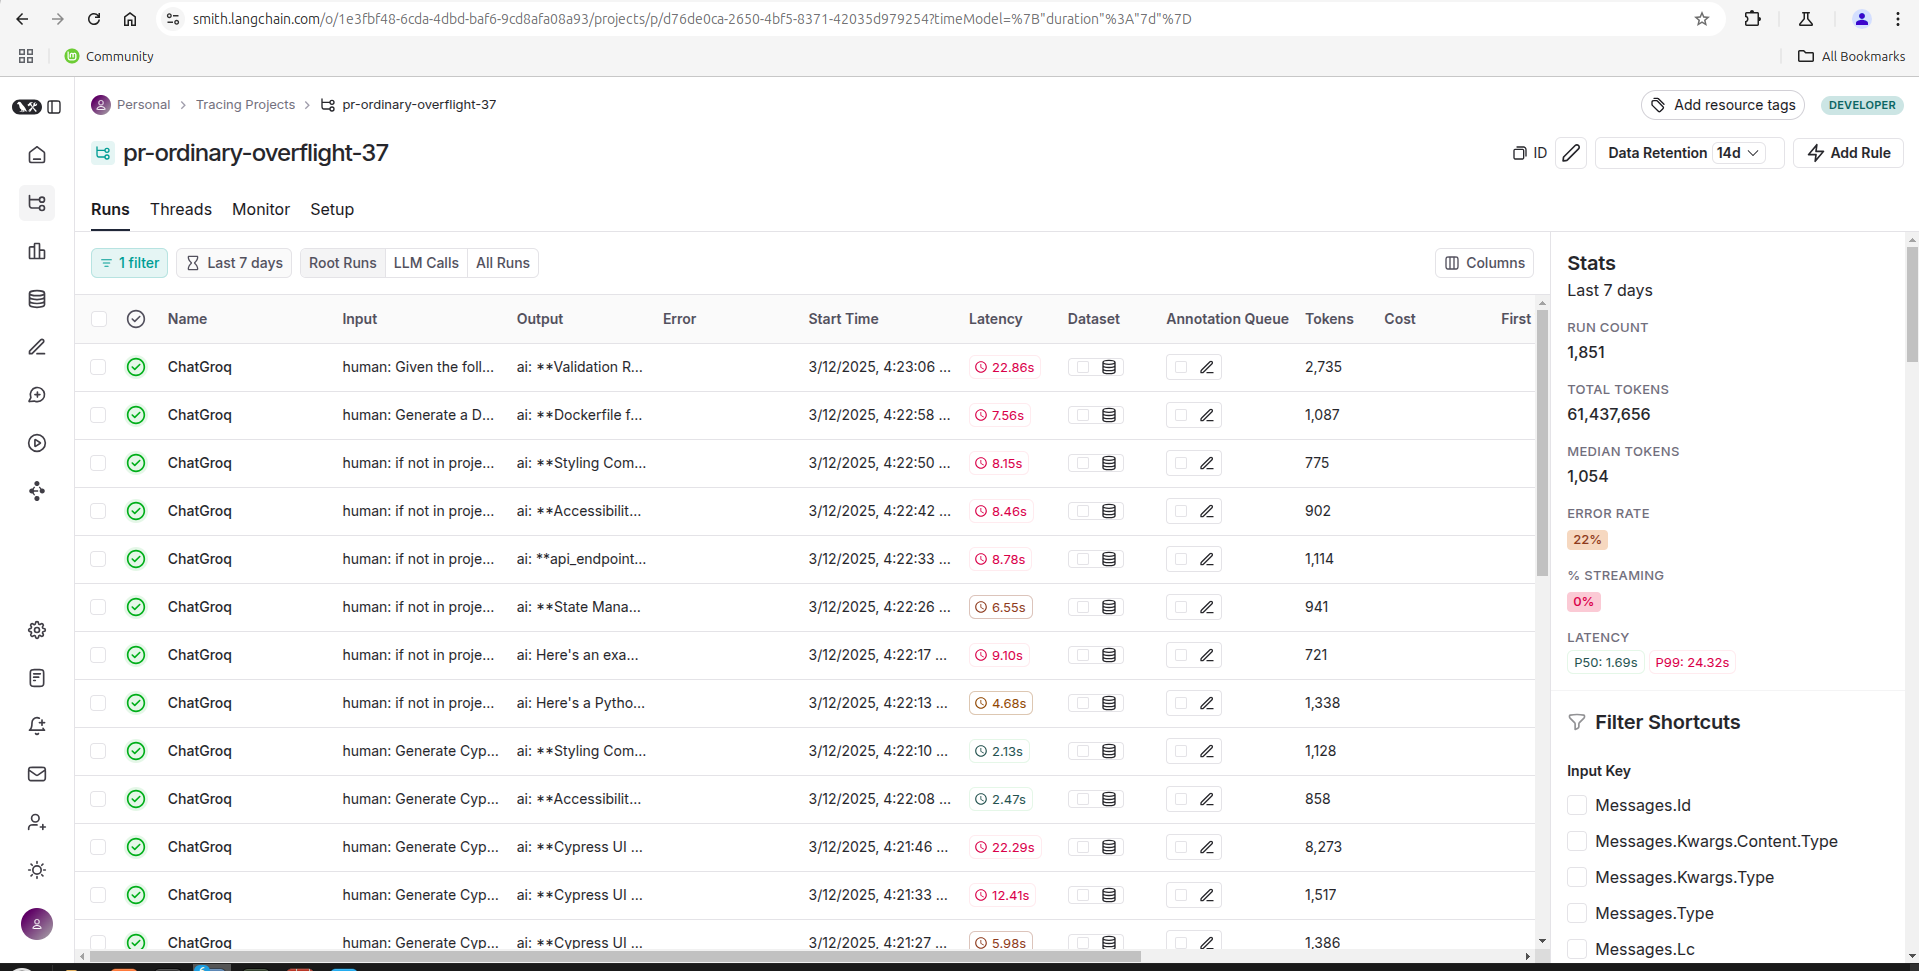 smith.langchain.com/o/1e3fbf48-6cda-4dbd-baf6-9cd8afa08a93/projects/p/d76de0ca-2650-4bf5-8371-42035d979254?timeModel=%7B"duration"%3A"7d"%7D
Community
All Bookmarks
Personal > Tracing Projects > pr-ordinary-overflight-37
Add resource tags
DEVELOPER
pr-ordinary-overflight-37
ID
Data Retention 14d
Add Rule
Runs Threads Monitor Setup
1 filter
Last 7 days
Root Runs LLM Calls All Runs
Columns
Name Input Output Error Start Time Latency Dataset Annotation Queue Tokens Cost First
ChatGroq human: Given the foll... ai: **Validation R... 3/12/2025, 4:23:06 ... 22.86s 2,735
ChatGroq human: Generate a D... ai: **Dockerfile f... 3/12/2025, 4:22:58 ... 7.56s 1,087
ChatGroq human: if not in proje... ai: **Styling Com... 3/12/2025, 4:22:50 ... 8.15s 775
ChatGroq human: if not in proje... ai: **Accessibilit... 3/12/2025, 4:22:42 ... 8.46s 902
ChatGroq human: if not in proje... ai: **api_endpoint... 3/12/2025, 4:22:33 ... 8.78s 1,114
ChatGroq human: if not in proje... ai: **State Mana... 3/12/2025, 4:22:26 ... 6.55s 941
ChatGroq human: if not in proje... ai: Here's an exa... 3/12/2025, 4:22:17 ... 9.10s 721
ChatGroq human: if not in proje... ai: Here's a Pytho... 3/12/2025, 4:22:13 ... 4.68s 1,338
ChatGroq human: Generate Cyp... ai: **Styling Com... 3/12/2025, 4:22:10 ... 2.13s 1,128
ChatGroq human: Generate Cyp... ai: **Accessibilit... 3/12/2025, 4:22:08 ... 2.47s 858
ChatGroq human: Generate Cyp... ai: **Cypress UI ... 3/12/2025, 4:21:46 ... 22.29s 8,273
ChatGroq human: Generate Cyp... ai: **Cypress UI ... 3/12/2025, 4:21:33 ... 12.41s 1,517
ChatGroq human: Generate Cyp... ai: **Cypress UI ... 3/12/2025, 4:21:27 ... 5.98s 1,386
Stats
Last 7 days
RUN COUNT
1,851
TOTAL TOKENS
61,437,656
MEDIAN TOKENS
1,054
ERROR RATE
22%
% STREAMING
0%
LATENCY
P50: 1.69s P99: 24.32s
Filter Shortcuts
Input Key
Messages.Id
Messages.Kwargs.Content.Type
Messages.Kwargs.Type
Messages.Type
Messages.Lc